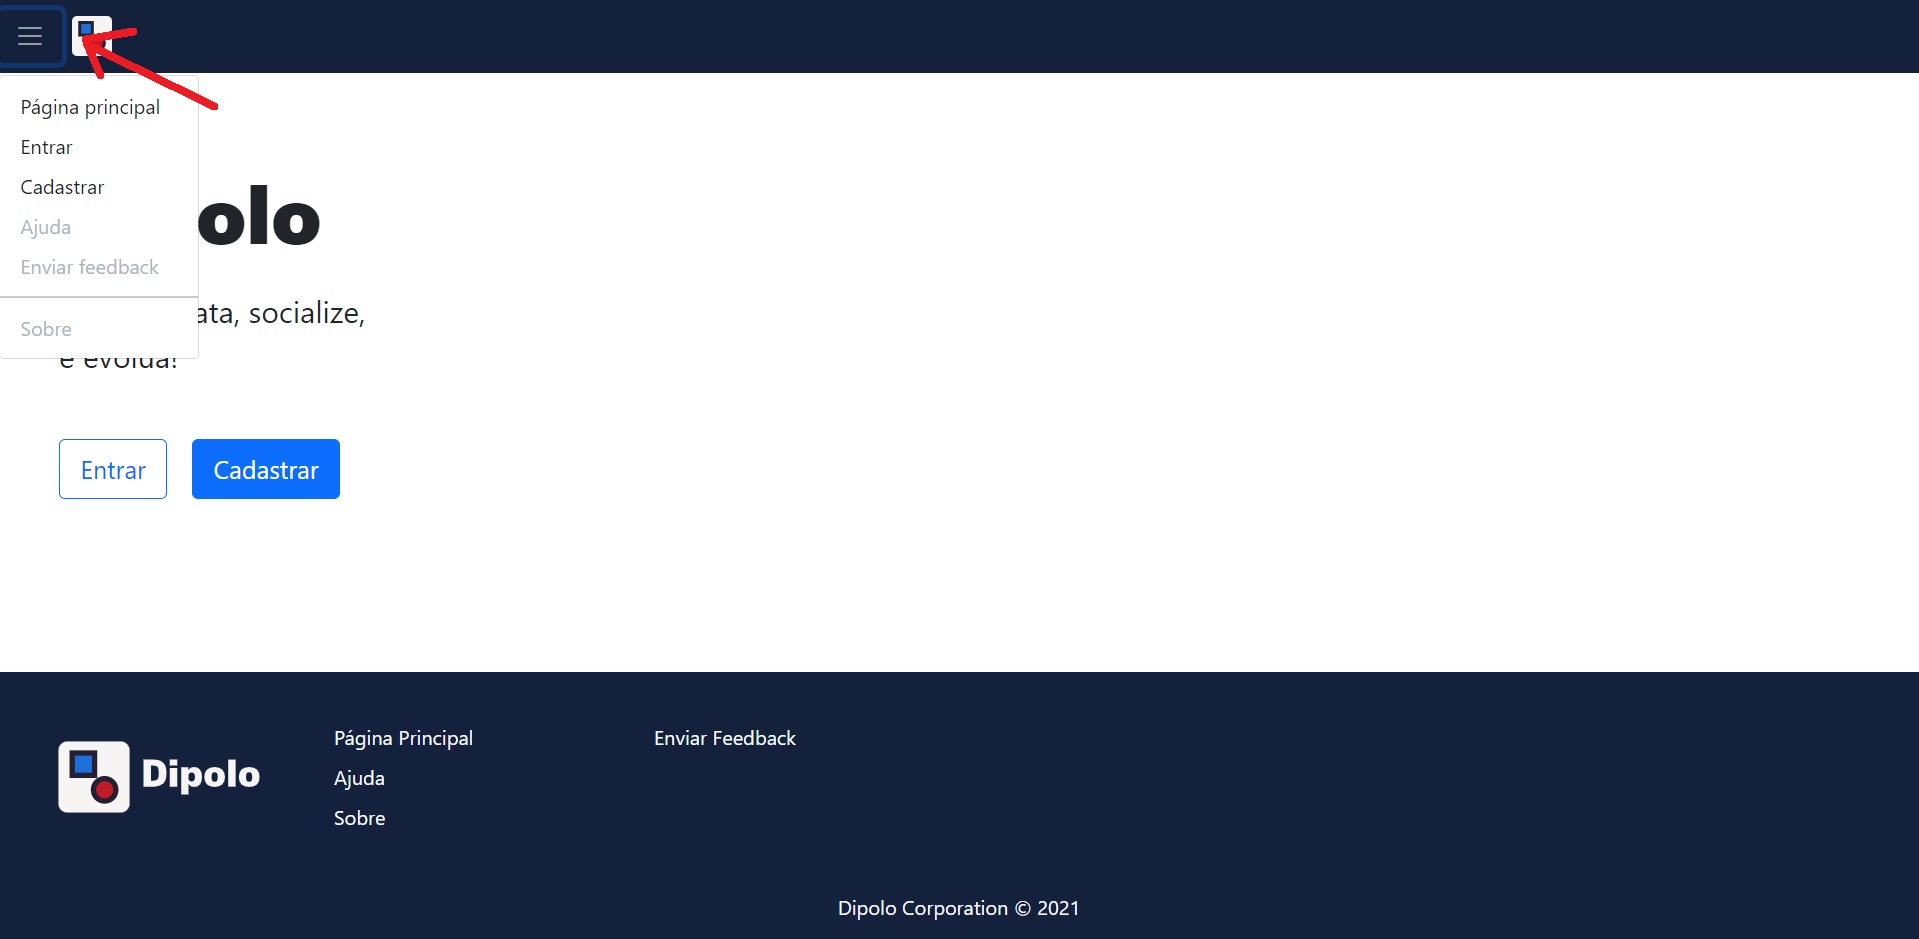 Página principal
Entrar
Cadastrar
Ajuda
Enviar feedback
Sobre
olo
ata, socialize,
e evolua!
Entrar
Cadastrar
Dipolo
Página Principal
Ajuda
Sobre
Enviar Feedback
Dipolo Corporation © 2021